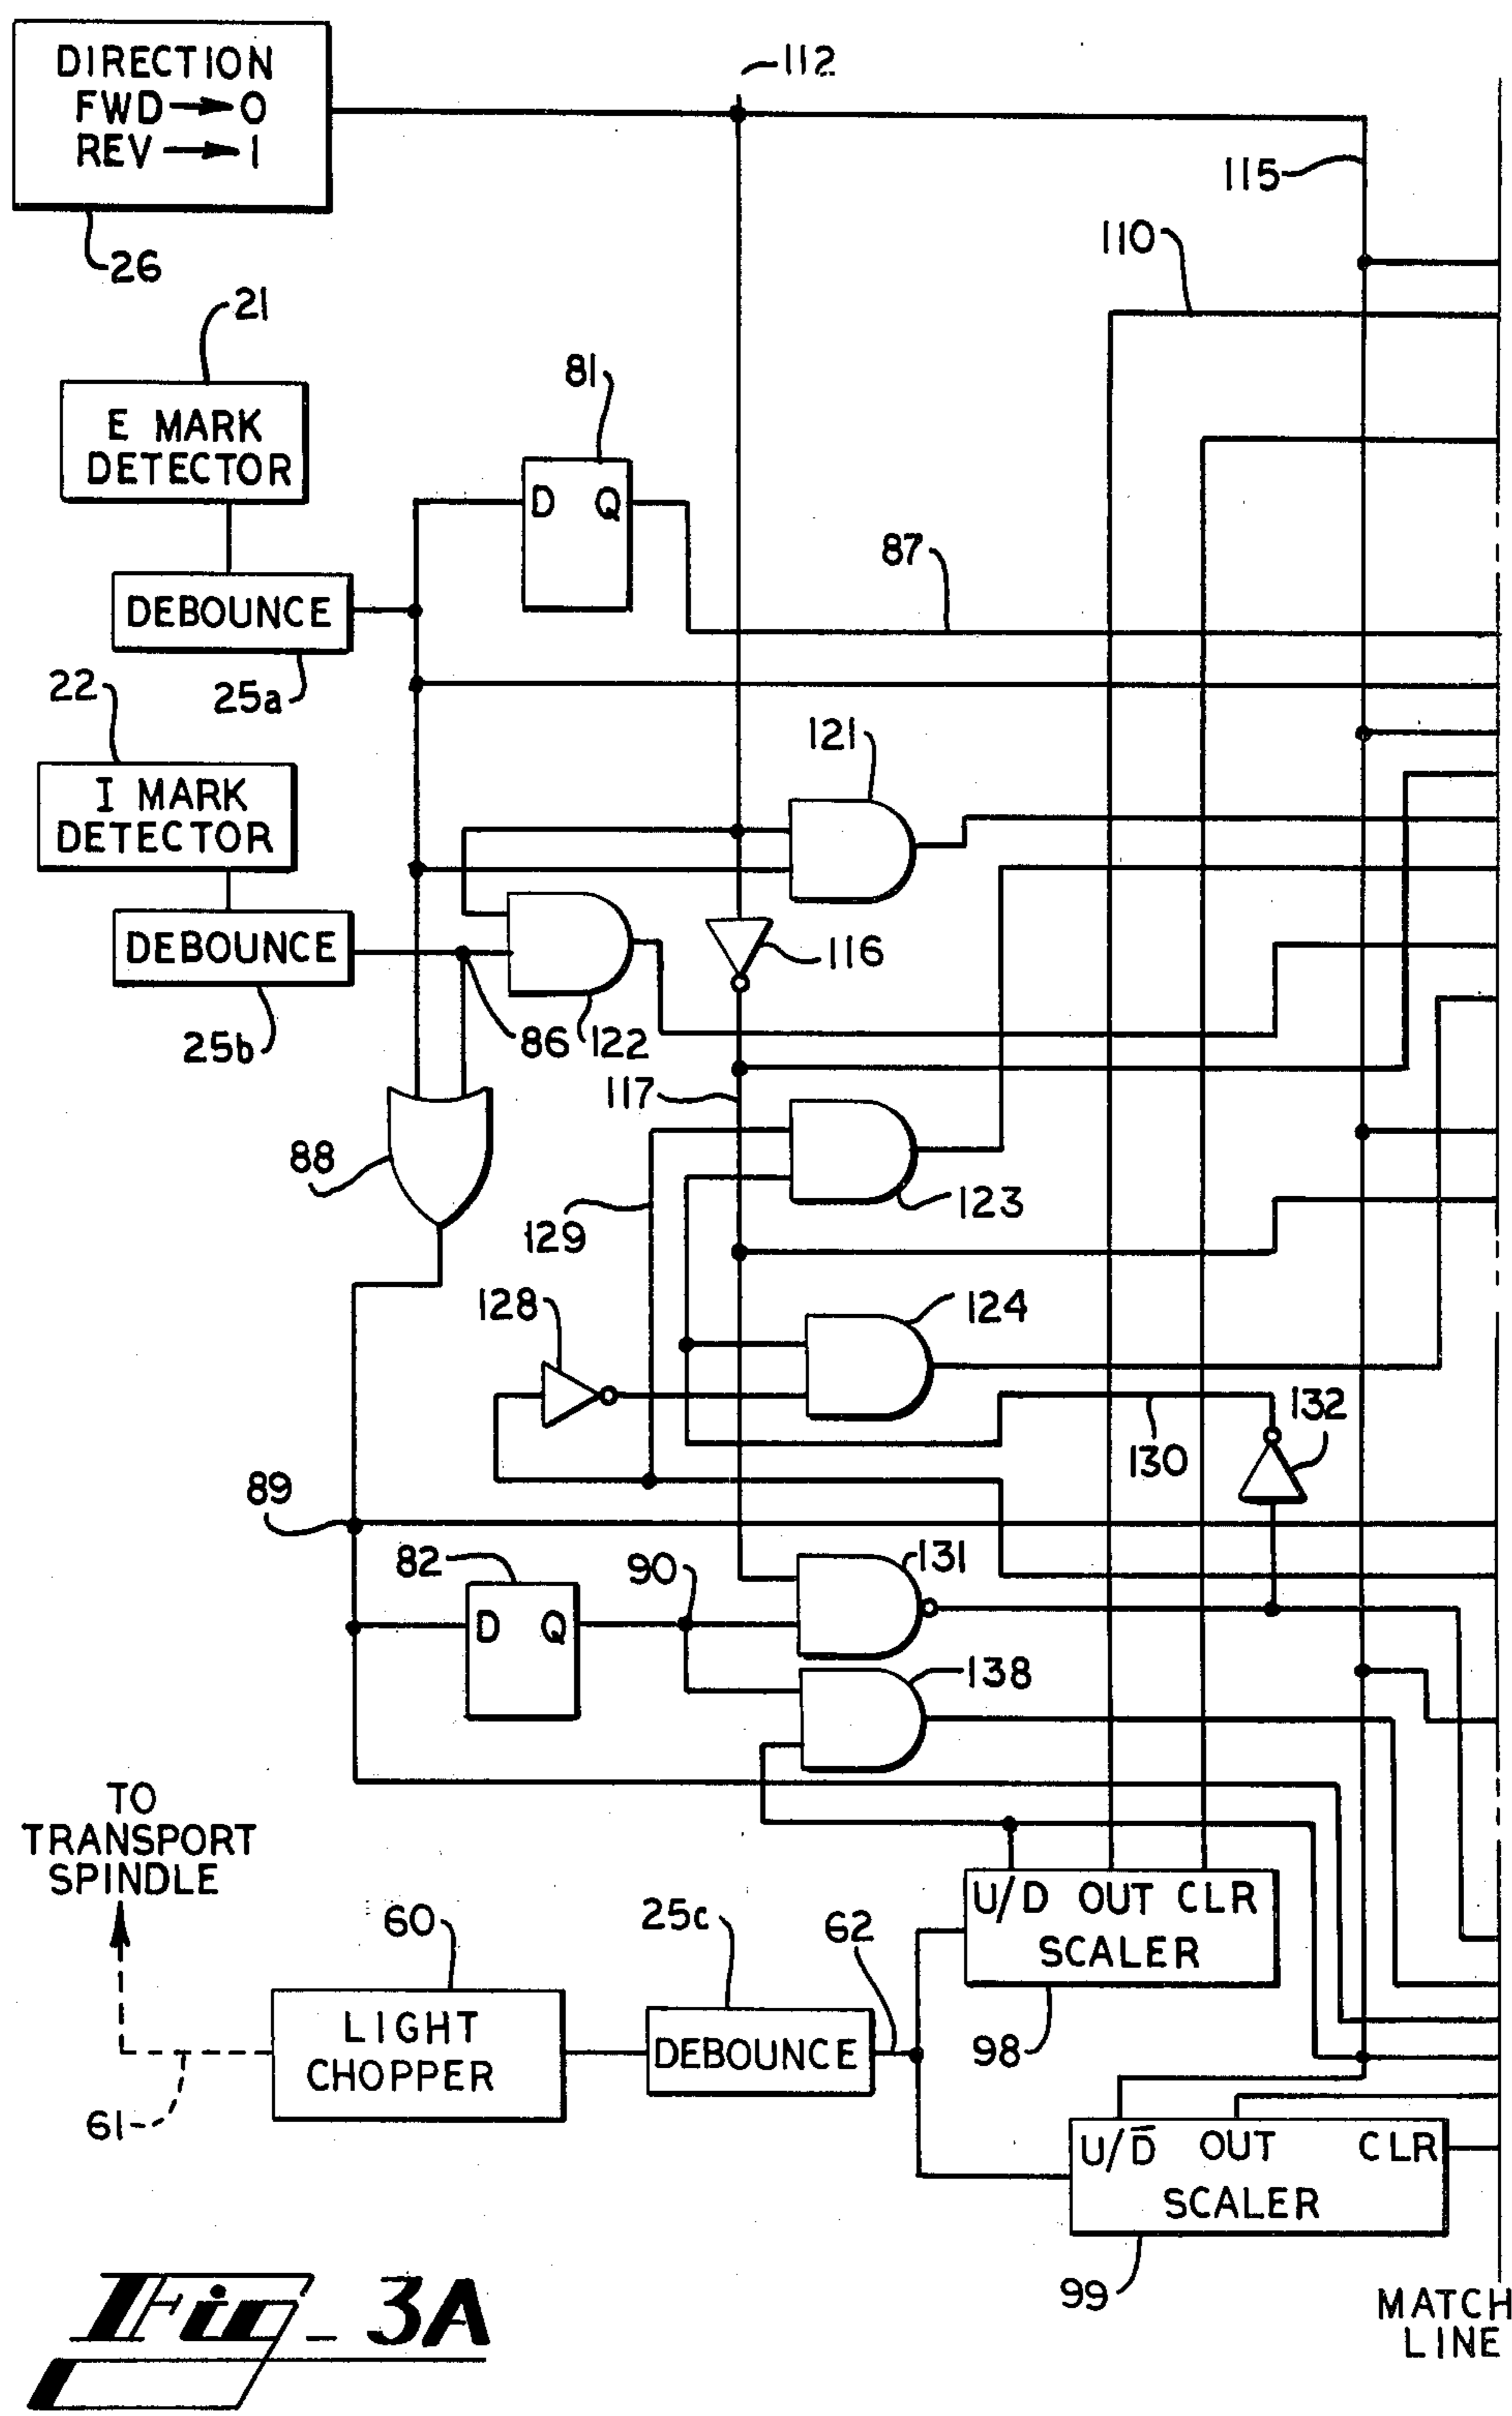 DIRECTION
FWD→0
REV→1
112
115
26
110
21
E MARK
DETECTOR
81
D Q
87
DEBOUNCE
25a
22
I MARK
DETECTOR
121
DEBOUNCE
116
25b
86
122
117
88
123
129
128
124
132
130
89
82
90
131
D Q
138
TO
TRANSPORT
SPINDLE
60
25c
62
U/D OUT CLR
SCALER
LIGHT
CHOPPER
DEBOUNCE
98
61
U/D̅ OUT CLR
SCALER
99
Fig_3A
MATCH
LINE